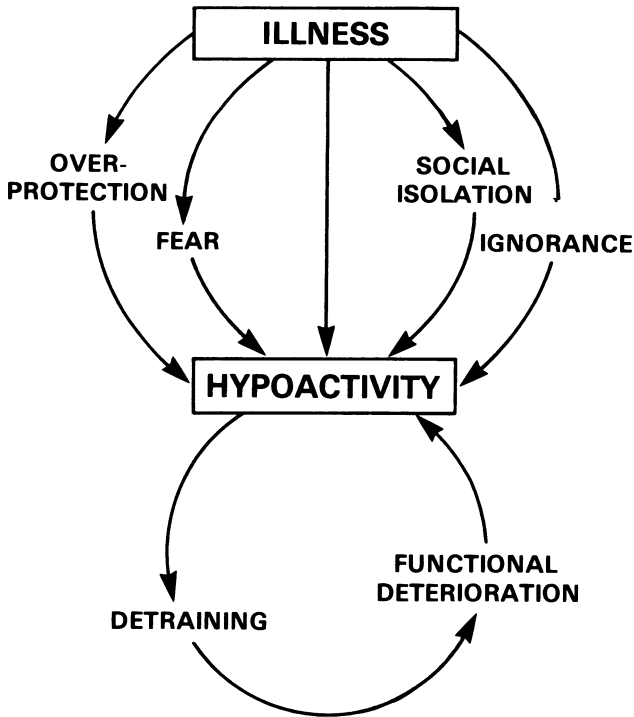 ILLNESS
OVER-
PROTECTION
SOCIAL
ISOLATION
FEAR
IGNORANCE
HYPOACTIVITY
FUNCTIONAL
DETERIORATION
DETRAINING